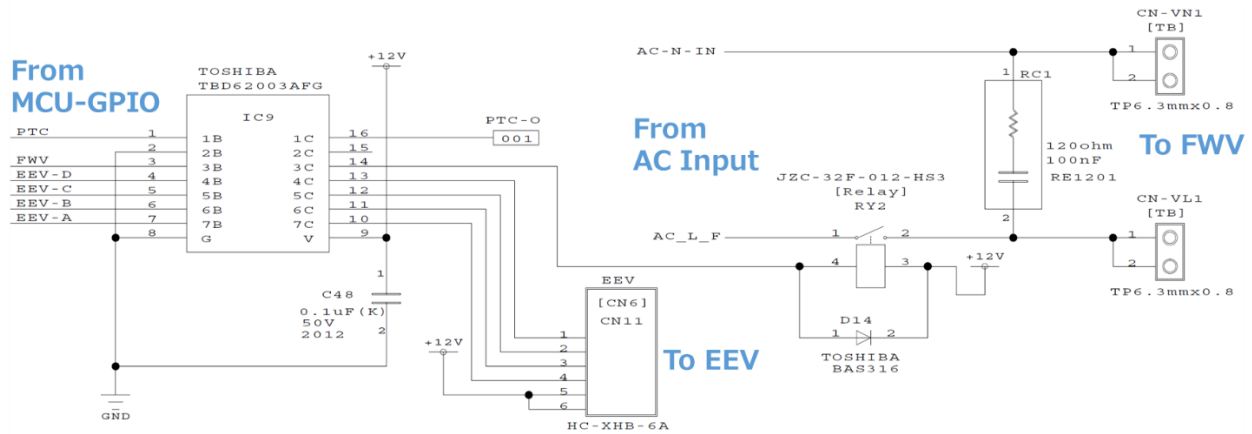 From
MCU-GPIO
TOSHIBA
TBD62003AFG
+12V
IC9
PTC
FWV
EEV-D
EEV-C
EEV-B
EEV-A
1
2
3
4
5
6
7
8
1B
2B
3B
4B
5B
6B
7B
G
1C
2C
3C
4C
5C
6C
7C
V
16
15
14
13
12
11
10
9
PTC-O
001
1
C48
0.1uF(K)
50V
2012
2
GND
+12V
EEV
[CN6]
CN11
1
2
3
4
5
6
HC-XHB-6A
To EEV
From
AC Input
AC-N-IN
AC_L_F
JZC-32F-012-HS3
[Relay]
RY2
1
2
4
3
+12V
D14
1
2
TOSHIBA
BAS316
1
RC1
120ohm
100nF
RE1201
2
CN-VN1
[TB]
1
2
TP6.3mmx0.8
To FWV
CN-VL1
[TB]
1
2
TP6.3mmx0.8